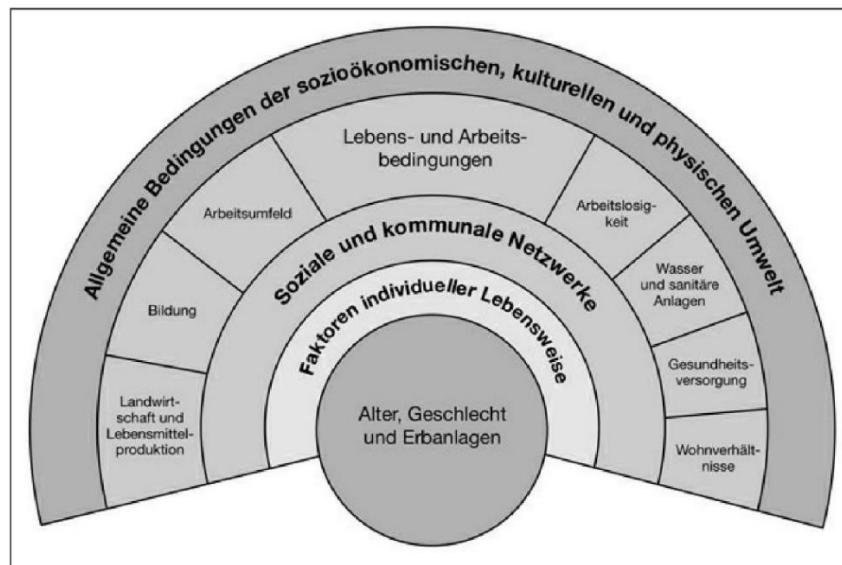 Allgemeine Bedingungen der sozioökonomischen, kulturellen und physischen Umwelt
Lebens- und Arbeits-
bedingungen
Arbeitsumfeld
Bildung
Landwirt-
schaft und
Lebensmittel-
produktion
Arbeitslosig-
keit
Wasser
und sanitäre
Anlagen
Gesundheits-
versorgung
Wohnverhält-
nisse
Soziale und kommunale Netzwerke
Faktoren individueller Lebensweise
Alter, Geschlecht
und Erbanlagen